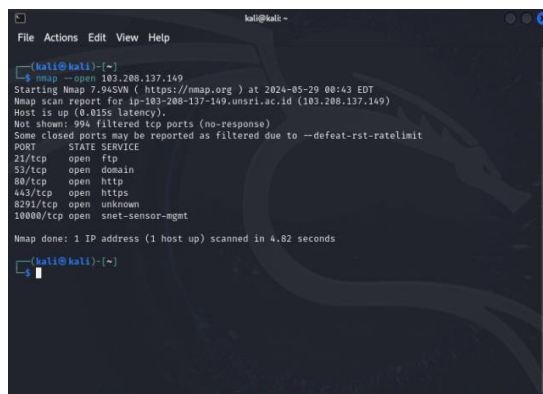 kali@kali: ~
File Actions Edit View Help
(kali㉿kali)-[~]
$ nmap --open 103.208.137.149
Starting Nmap 7.94SVN ( https://nmap.org ) at 2024-05-29 00:43 EDT
Nmap scan report for ip-103-208-137-149.unsri.ac.id (103.208.137.149)
Host is up (0.015s latency).
Not shown: 994 filtered tcp ports (no-response)
Some closed ports may be reported as filtered due to --defeat-rst-ratelimit
PORT STATE SERVICE
21/tcp open ftp
53/tcp open domain
80/tcp open http
443/tcp open https
8291/tcp open unknown
10000/tcp open snet-sensor-mgmt
Nmap done: 1 IP address (1 host up) scanned in 4.82 seconds
(kali㉿kali)-[~]
$